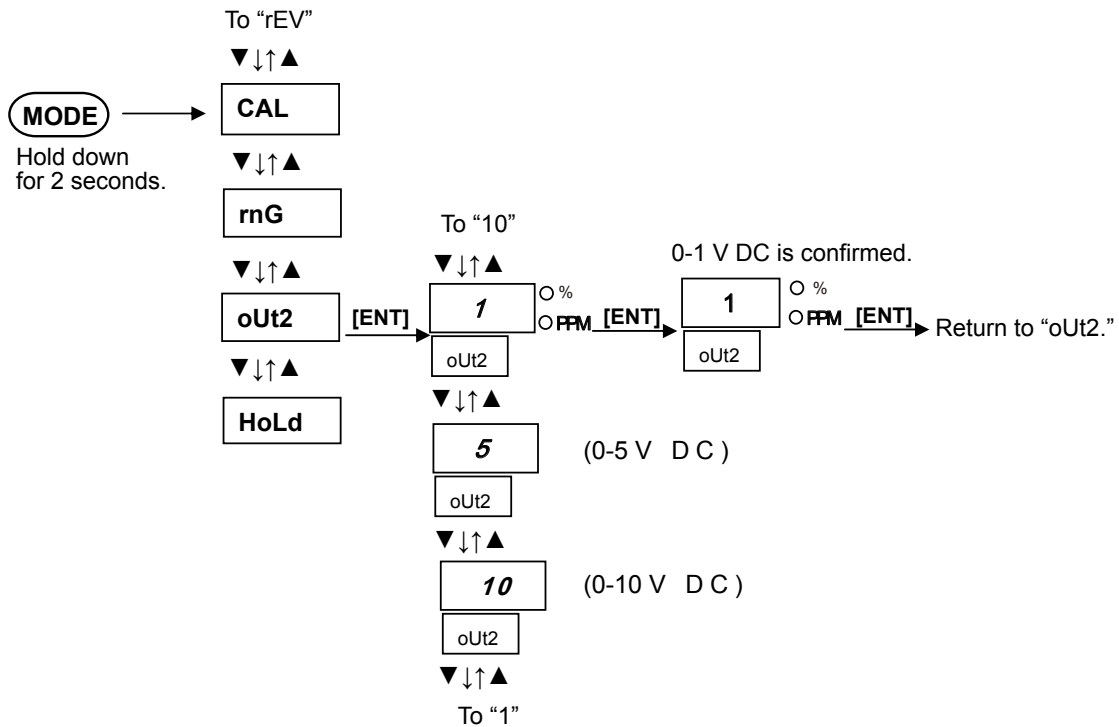 To “rEV”
▼↓↑▲
CAL
MODE
Hold down
for 2 seconds.
▼↓↑▲
rnG
▼↓↑▲
oUt2
[ENT]
▼↓↑▲
HoLd
To “10”
▼↓↑▲
1
%
PPM
oUt2
[ENT]
0-1 V DC is confirmed.
1
%
PPM
oUt2
[ENT]
Return to “oUt2.”
▼↓↑▲
5
(0-5 V D C )
oUt2
▼↓↑▲
10
(0-10 V D C )
oUt2
▼↓↑▲
To “1”